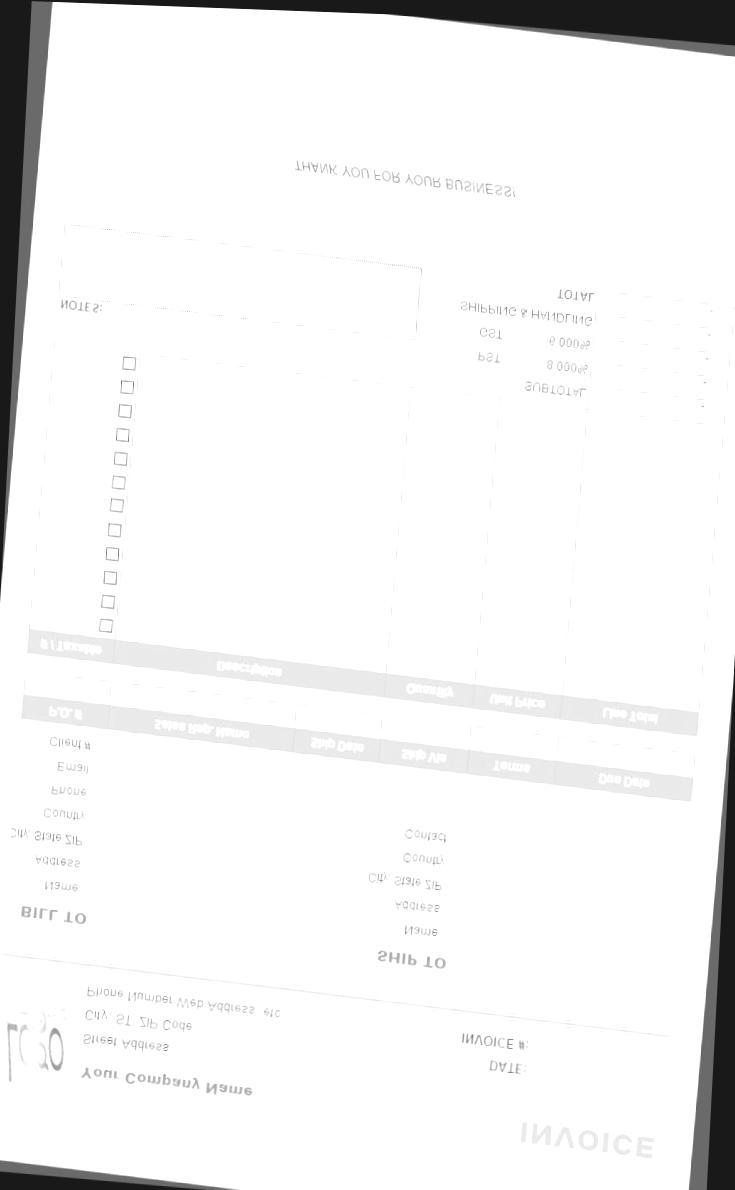 INVOICE
Your Company Name
DATE:
Street Address
INVOICE #:
City, ST ZIP Code
Phone Number Web Address, etc.
SHIP TO
BILL TO
Name
Name
Address
Address
City, State ZIP
City, State ZIP
Country
Country
Contact
Phone
Email
Client #
P.O. # Sales Rep. Name Ship Date Ship Via Terms Due Date
# / Taxable Description Quantity Unit Price Line Total
SUBTOTAL -
PST 8.000% -
GST 6.000% -
SHIPPING & HANDLING -
TOTAL -
NOTES:
THANK YOU FOR YOUR BUSINESS!